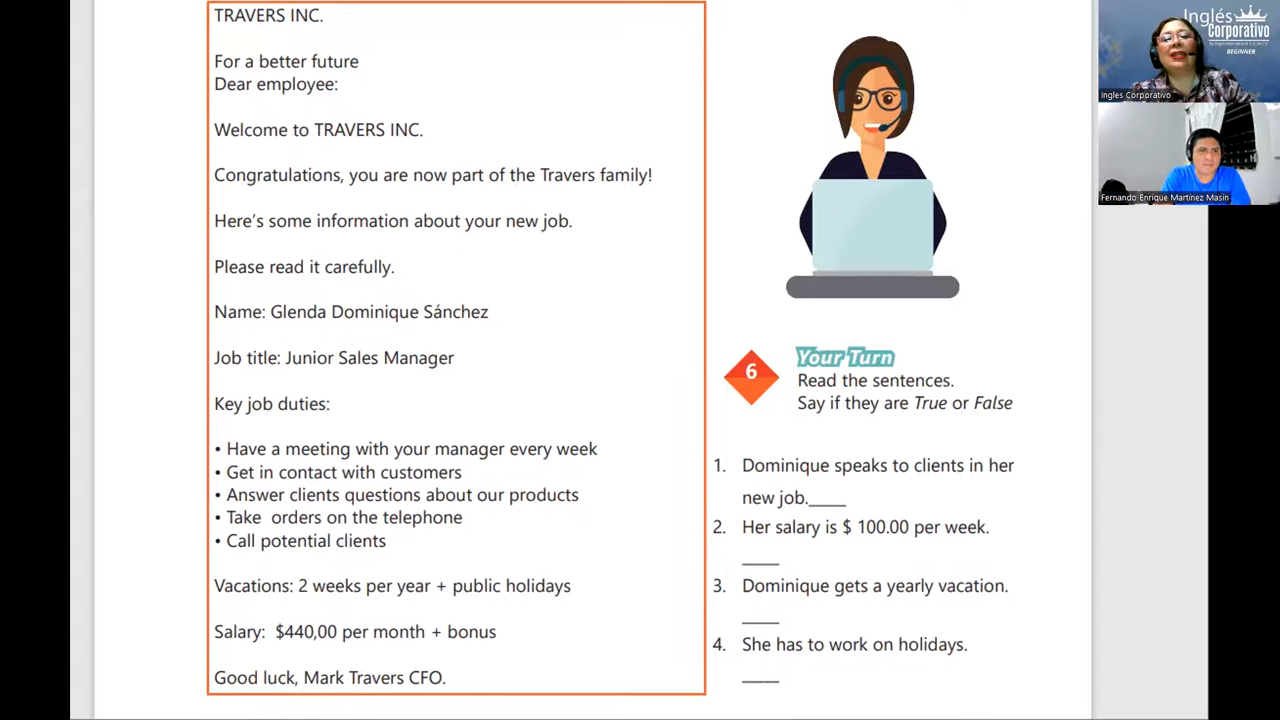 TRAVERS INC.
For a better future
Dear employee:
Welcome to TRAVERS INC.
Congratulations, you are now part of the Travers family!
Here's some information about your new job.
Please read it carefully.
Name: Glenda Dominique Sánchez
Job title: Junior Sales Manager
Key job duties:
• Have a meeting with your manager every week
• Get in contact with customers
• Answer clients questions about our products
• Take orders on the telephone
• Call potential clients
Vacations: 2 weeks per year + public holidays
Salary: $440,00 per month + bonus
Good luck, Mark Travers CFO.
6
Your Turn
Read the sentences.
Say if they are True or False
1. Dominique speaks to clients in her
new job.____
2. Her salary is $ 100.00 per week.
____
3. Dominique gets a yearly vacation.
____
4. She has to work on holidays.
____
Inglés
Corporativo
BEGINNER
Ingles Corporativo
Fernando Enrique Martínez Masin